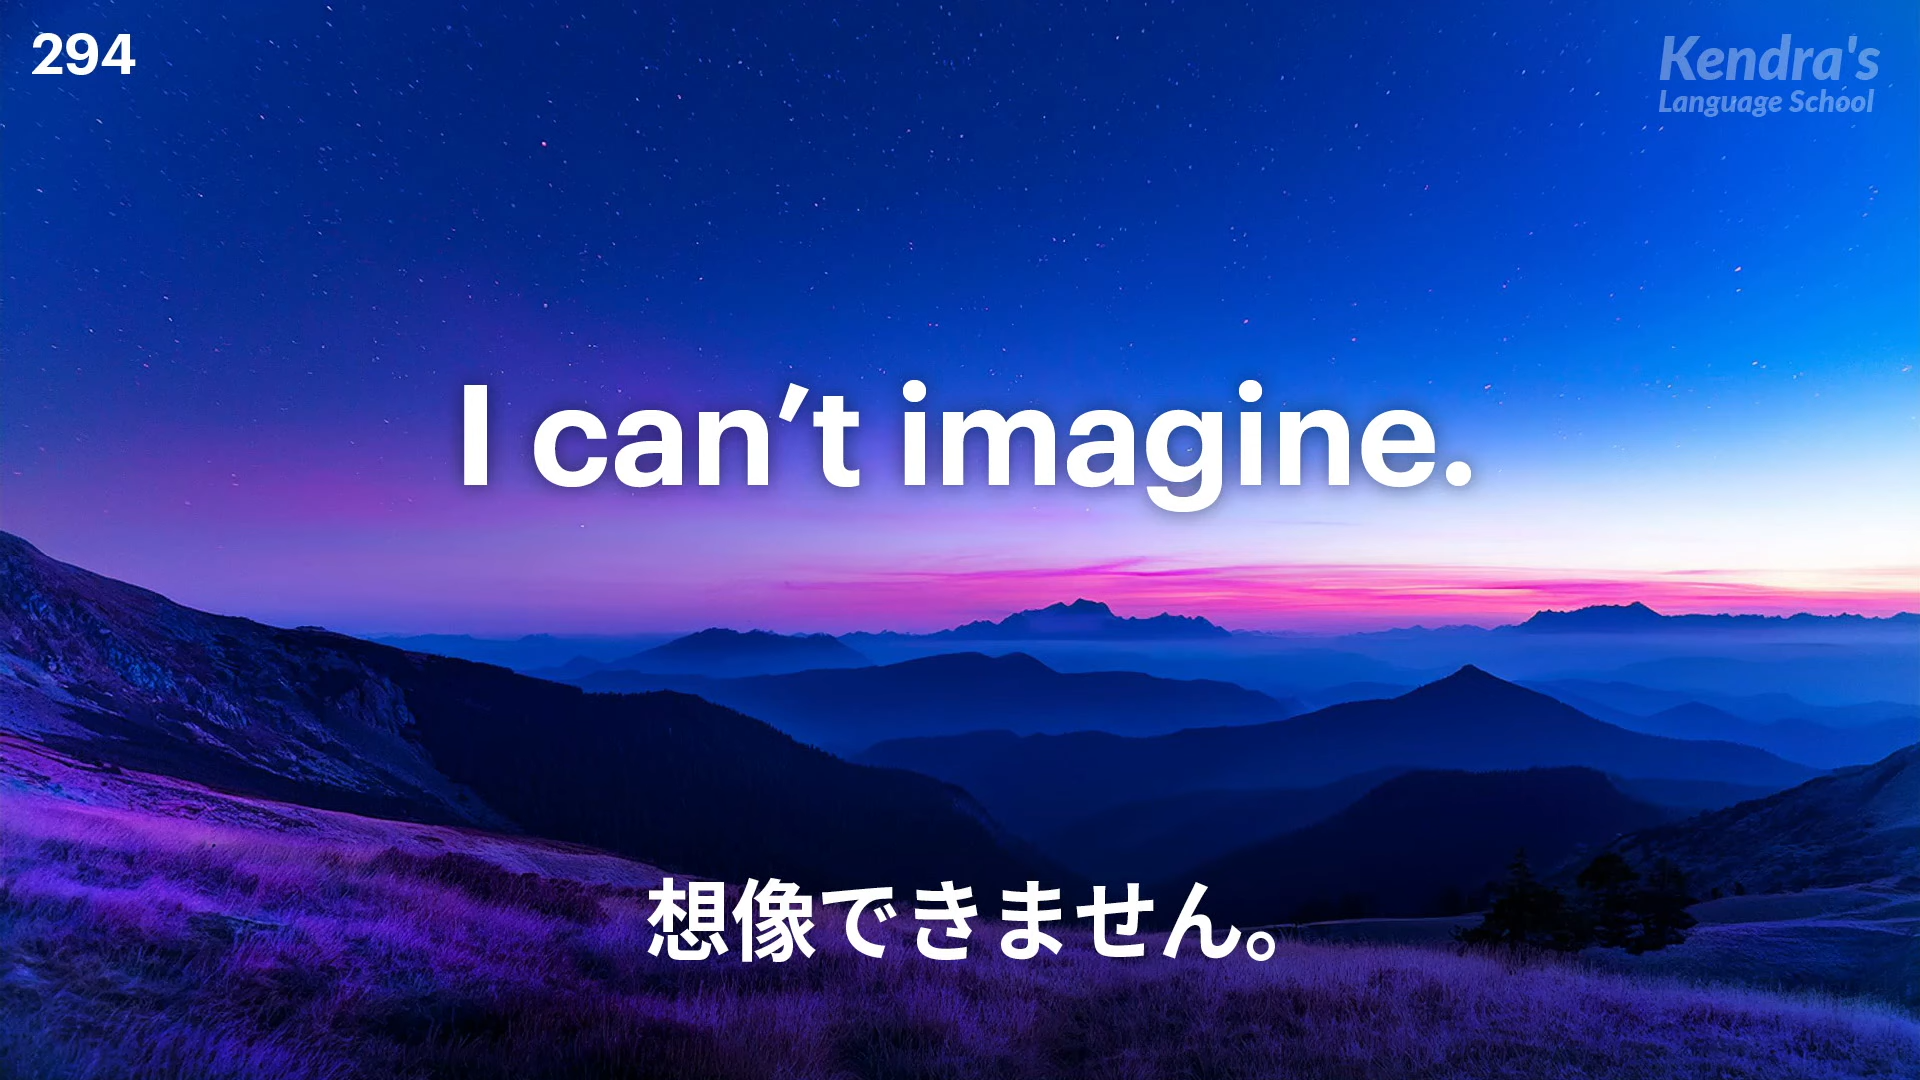 294
Kendra's
Language School
I can′t imagine.
想像できません。